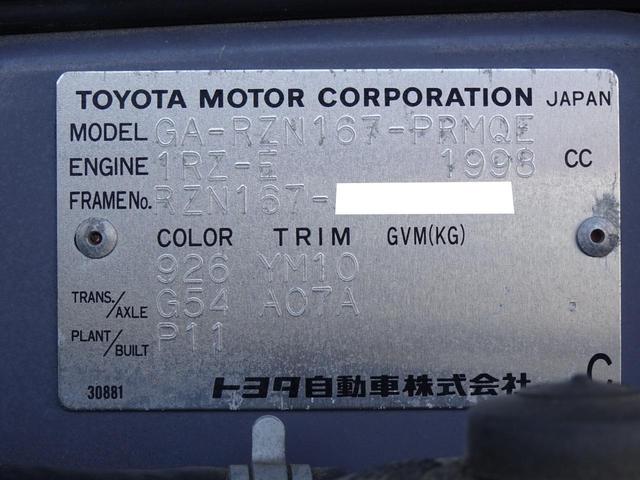 TOYOTA MOTOR CORPORATION JAPAN
MODEL GA-RZN167-PRMQE
ENGINE 1RZ-E 1998 CC
FRAME No. RZN167-
COLOR TRIM GVM(KG)
926 YM10
TRANS./AXLE G54 A07A
PLANT/BUILT P11
30881 トヨタ自動車株式会社 C